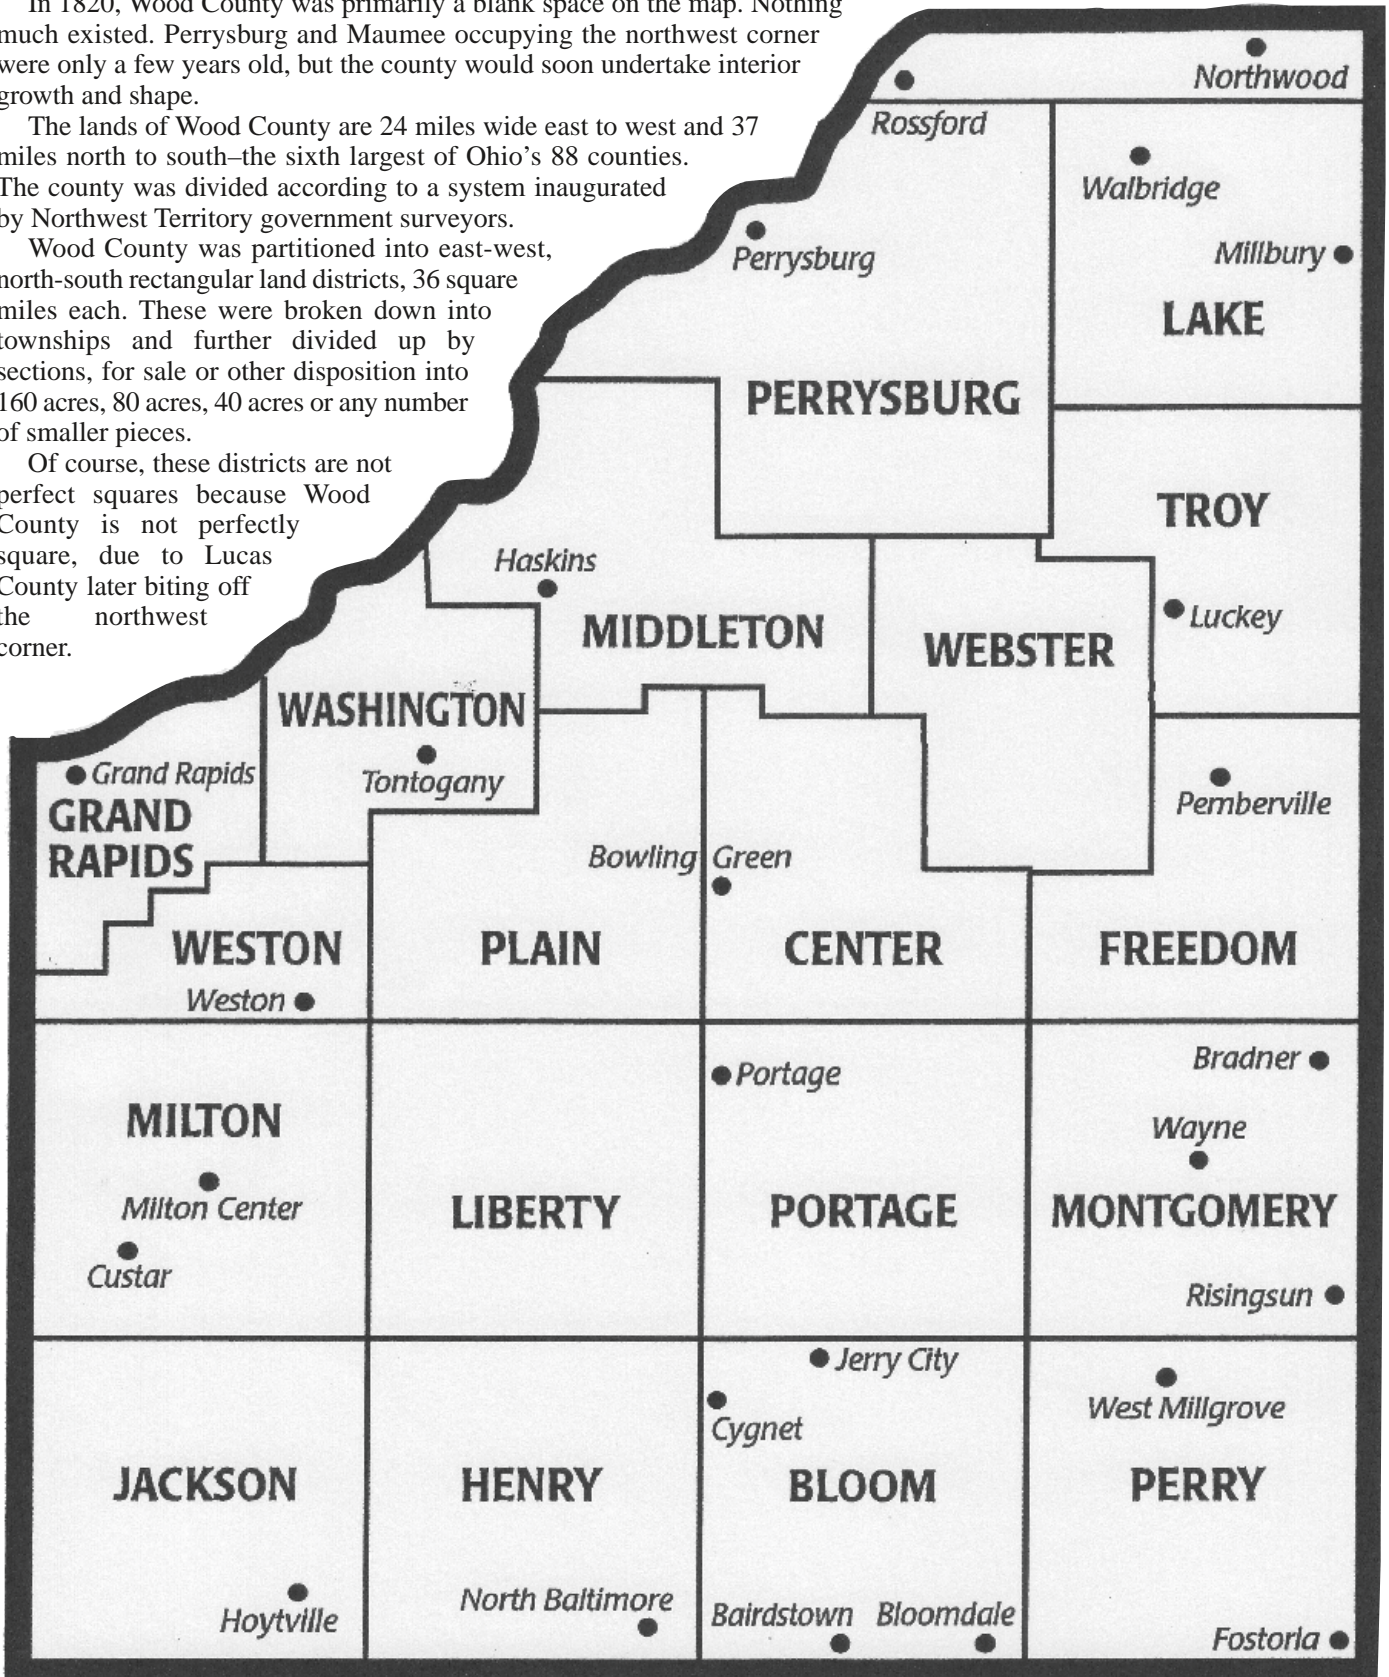 In 1820, Wood County was primarily a blank space on the map. Nothing
much existed. Perrysburg and Maumee occupying the northwest corner
were only a few years old, but the county would soon undertake interior
growth and shape.
The lands of Wood County are 24 miles wide east to west and 37
miles north to south–the sixth largest of Ohio's 88 counties.
The county was divided according to a system inaugurated
by Northwest Territory government surveyors.
Wood County was partitioned into east-west,
north-south rectangular land districts, 36 square
miles each. These were broken down into
townships and further divided up by
sections, for sale or other disposition into
160 acres, 80 acres, 40 acres or any number
of smaller pieces.
Of course, these districts are not
perfect squares because Wood
County is not perfectly
square, due to Lucas
County later biting off
the northwest
corner.
Northwood
Rossford
Walbridge
Perrysburg
Millbury
LAKE
PERRYSBURG
TROY
Haskins
Luckey
MIDDLETON
WEBSTER
WASHINGTON
Tontogany
Grand Rapids
GRAND
RAPIDS
Pemberville
Bowling Green
WESTON
PLAIN
CENTER
FREEDOM
Weston
Portage
Bradner
MILTON
Wayne
Milton Center
LIBERTY
PORTAGE
MONTGOMERY
Custar
Risingsun
Jerry City
Cygnet
West Millgrove
JACKSON
HENRY
BLOOM
PERRY
Hoytville
North Baltimore
Bairdstown
Bloomdale
Fostoria